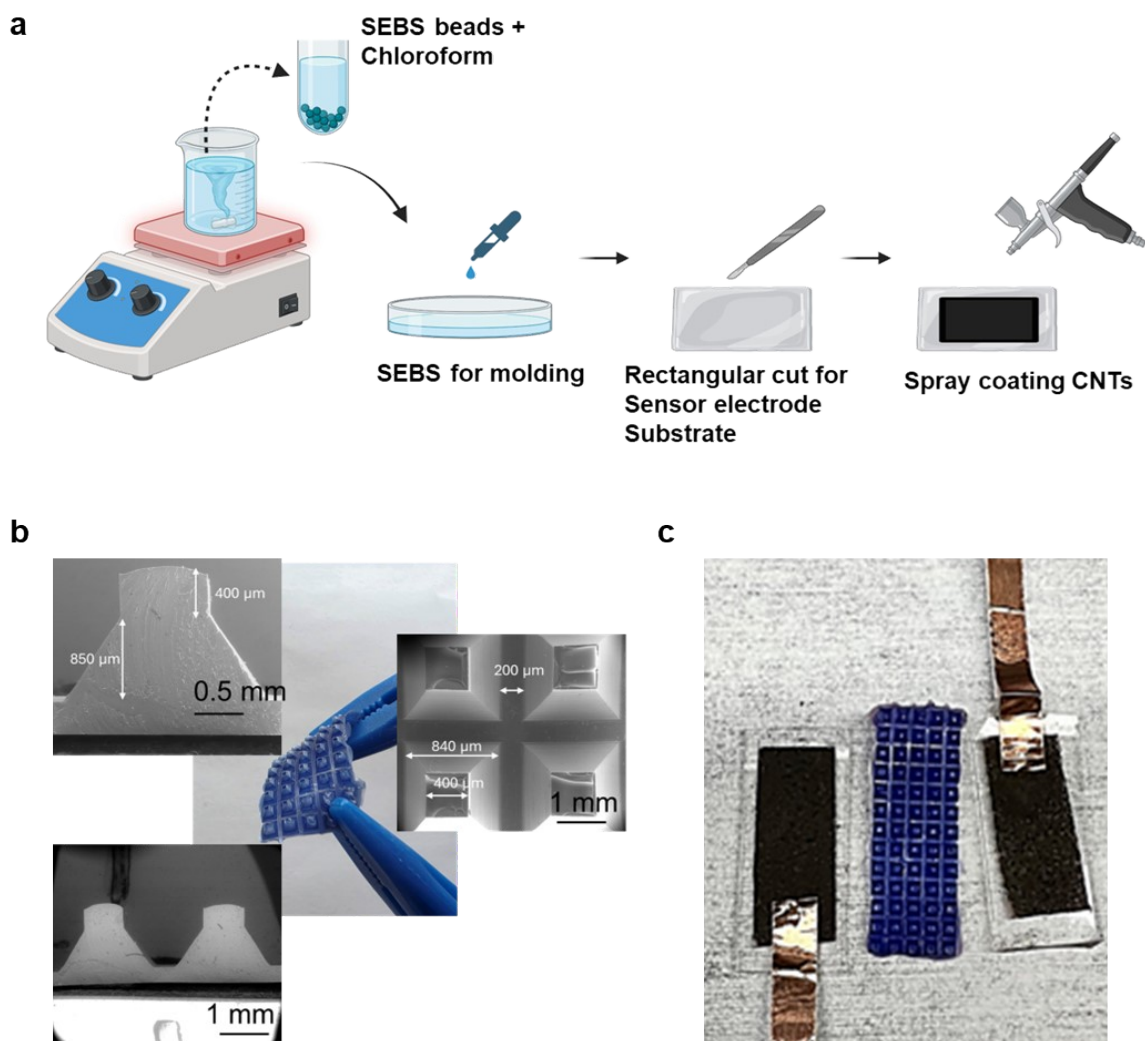 a
SEBS beads +
Chloroform
SEBS for molding
Rectangular cut for
Sensor electrode
Substrate
Spray coating CNTs
b
400 µm
850 µm
0.5 mm
200 µm
840 µm
400 µm
1 mm
1 mm
c